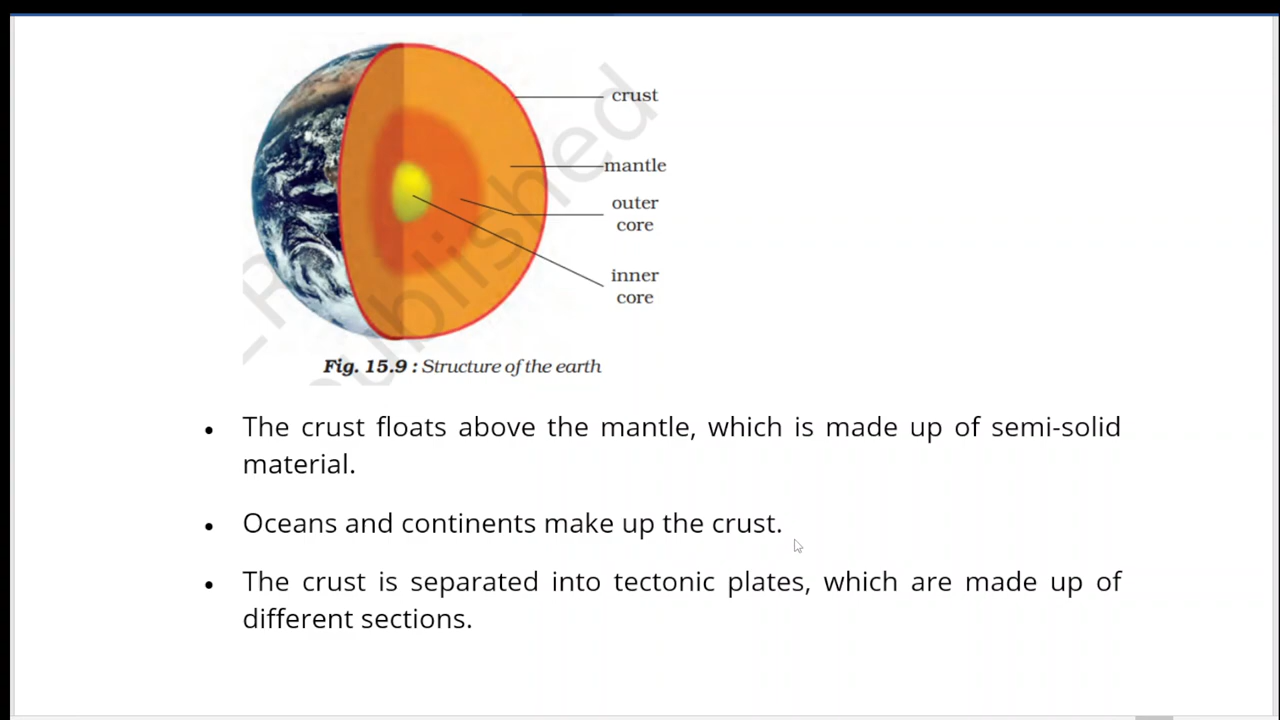 crust
mantle
outer
core
inner
core
Fig. 15.9 : Structure of the earth
• The crust floats above the mantle, which is made up of semi-solid
material.
• Oceans and continents make up the crust.
• The crust is separated into tectonic plates, which are made up of
different sections.